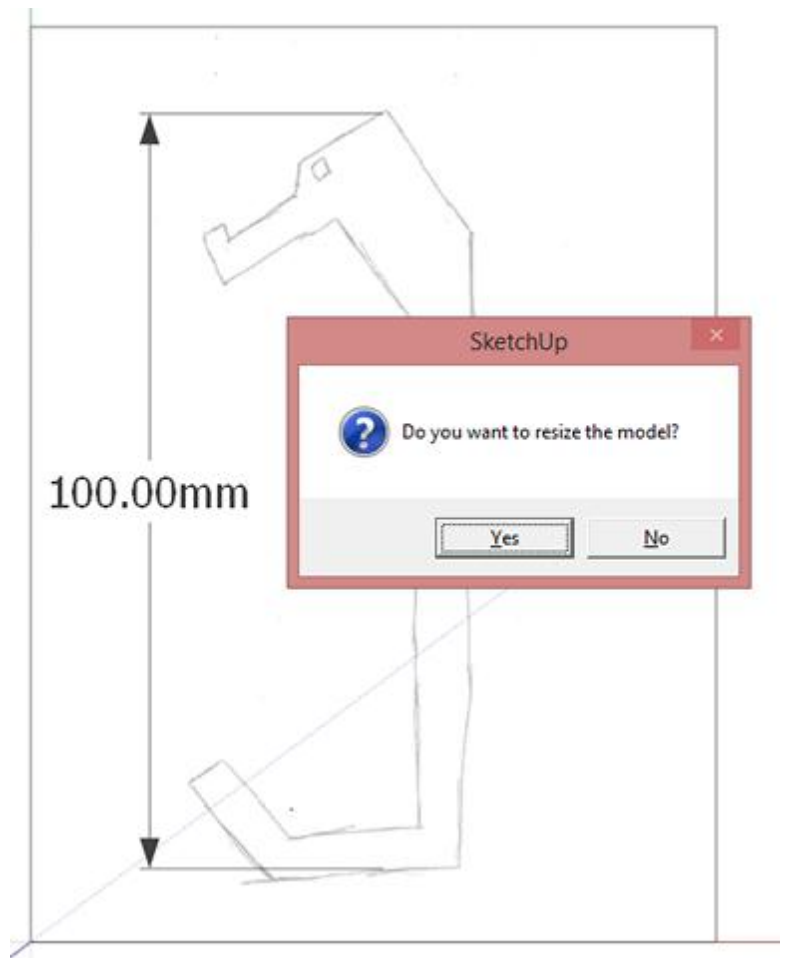 SketchUp
Do you want to resize the model?
100.00mm
Yes
No